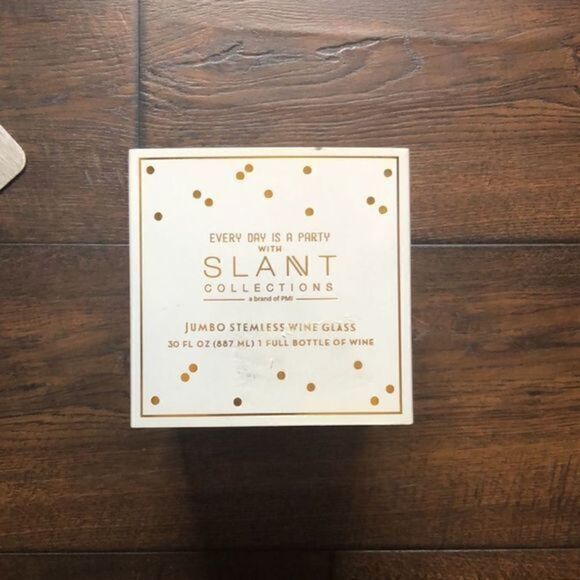 EVERY DAY IS A PARTY
WITH
SLANT
COLLECTIONS
a brand of PMI
JUMBO STEMLESS WINE GLASS
30 FL OZ (887 ML) 1 FULL BOTTLE OF WINE